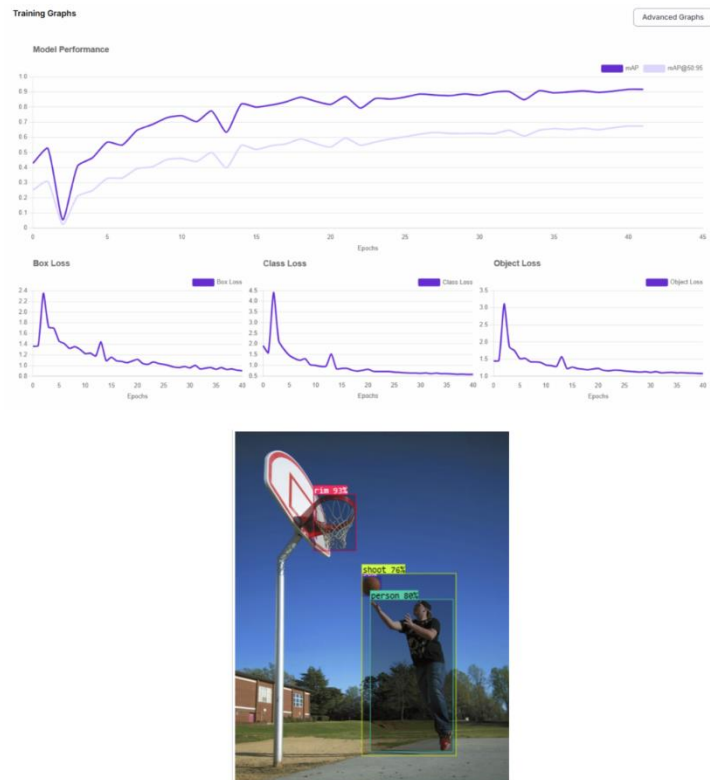 Training Graphs
Advanced Graphs
Model Performance
mAP mAP@50:95
1.0
0.9
0.8
0.7
0.6
0.5
0.4
0.3
0.2
0.1
0
0 5 10 15 20 25 30 35 40 45
Epochs
Box Loss
Box Loss
2.4
2.2
2.0
1.8
1.6
1.4
1.2
1.0
0.8
0 5 10 15 20 25 30 35 40
Epochs
Class Loss
Class Loss
4.5
4.0
3.5
3.0
2.5
2.0
1.5
1.0
0.5
0 5 10 15 20 25 30 35 40
Epochs
Object Loss
Object Loss
3.5
3.0
2.5
2.0
1.5
1.0
0 5 10 15 20 25 30 35 40
Epochs
rim 93%
shoot 76%
person 80%